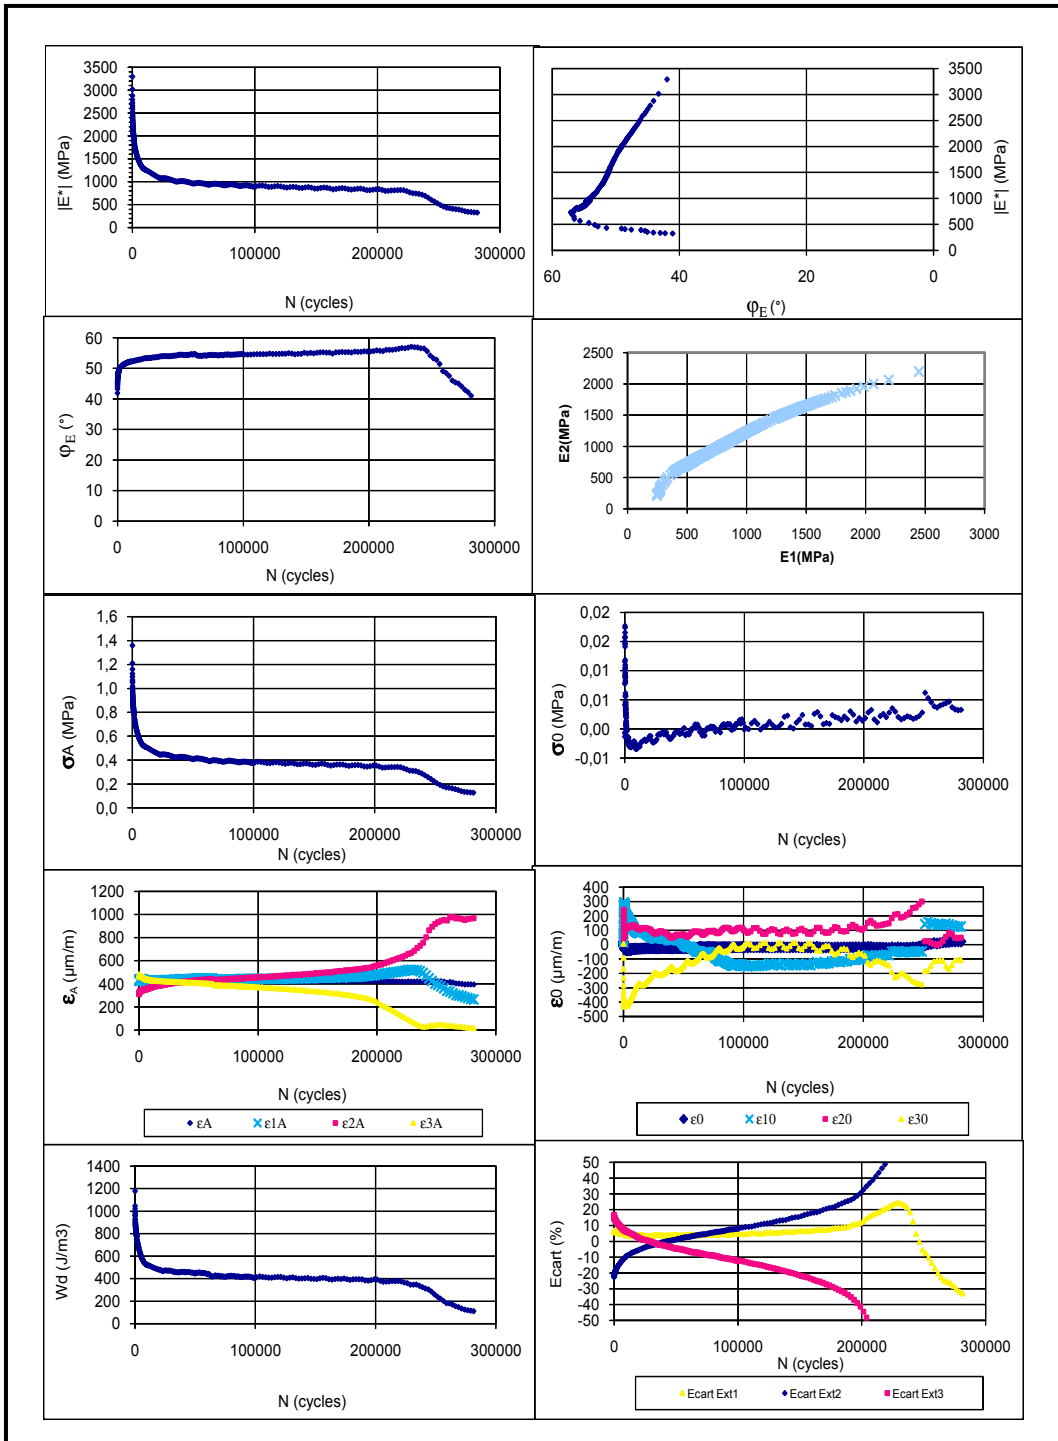 3500
3000
2500
2000
1500
1000
500
0
|E*| (MPa)
0 100000 200000 300000
N (cycles)
3500
3000
2500
2000
1500
1000
500
0
|E*| (MPa)
60 40 20 0
φE (°)
60
50
40
30
20
10
0
φE (°)
0 100000 200000 300000
N (cycles)
2500
2000
1500
1000
500
0
E2(MPa)
0 500 1000 1500 2000 2500 3000
E1(MPa)
1,6
1,4
1,2
1,0
0,8
0,6
0,4
0,2
0,0
σA (MPa)
0 100000 200000 300000
N (cycles)
0,02
0,02
0,01
0,01
0,00
-0,01
σ0 (MPa)
0 100000 200000 300000
N (cycles)
1200
1000
800
600
400
200
0
εA (µm/m)
0 100000 200000 300000
N (cycles)
εA ε1A ε2A ε3A
400
300
200
100
0
-100
-200
-300
-400
-500
ε0 (µm/m)
0 100000 200000 300000
N (cycles)
ε0 ε10 ε20 ε30
1400
1200
1000
800
600
400
200
0
Wd (J/m3)
0 100000 200000 300000
N (cycles)
50
40
30
20
10
0
-10
-20
-30
-40
-50
Ecart (%)
0 100000 200000 300000
N (cycles)
Ecart Ext1 Ecart Ext2 Ecart Ext3